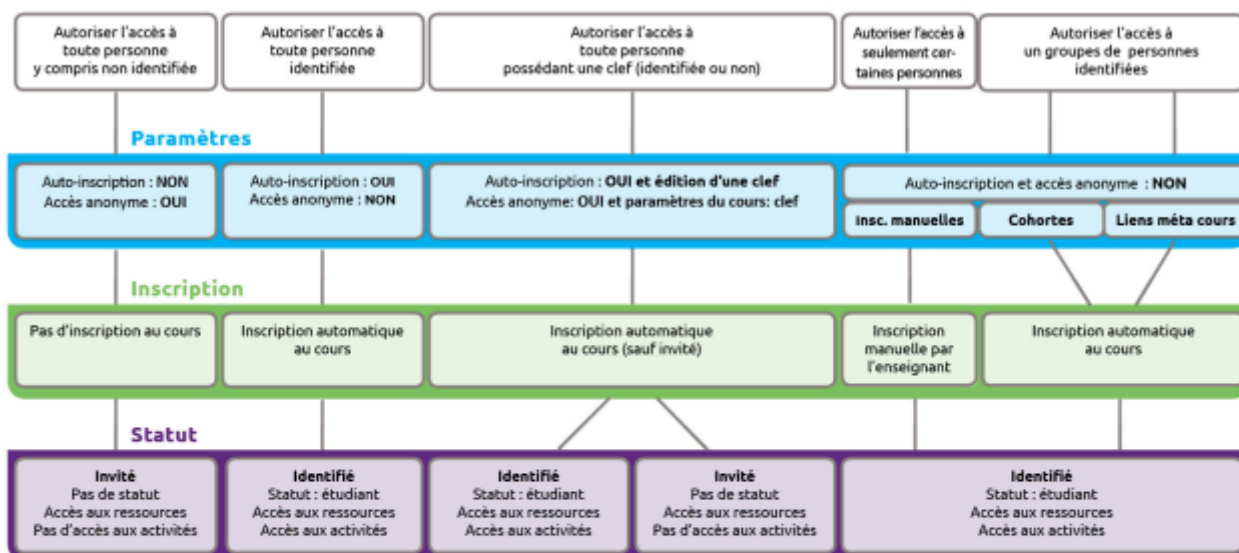 Autoriser l'accès à
toute personne
y compris non identifiée
Autoriser l'accès à
toute personne
identifiée
Autoriser l'accès à
toute personne
possédant une clef (identifiée ou non)
Autoriser l'accès à
seulement cer-
taines personnes
Autoriser l'accès à
un groupes de personnes
identifiées
Paramètres
Auto-inscription : NON
Accès anonyme : OUI
Auto-inscription : OUI
Accès anonyme : NON
Auto-inscription : OUI et édition d'une clef
Accès anonyme: OUI et paramètres du cours: clef
Auto-inscription et accès anonyme : NON
Insc. manuelles
Cohortes
Liens méta cours
Inscription
Pas d'inscription au cours
Inscription automatique
au cours
Inscription automatique
au cours (sauf invité)
Inscription
manuelle par
l'enseignant
Inscription automatique
au cours
Statut
Invité
Pas de statut
Accès aux ressources
Pas d'accès aux activités
Identifié
Statut : étudiant
Accès aux ressources
Accès aux activités
Identifié
Statut : étudiant
Accès aux ressources
Accès aux activités
Invité
Pas de statut
Accès aux ressources
Pas d'accès aux activités
Identifié
Statut : étudiant
Accès aux ressources
Accès aux activités